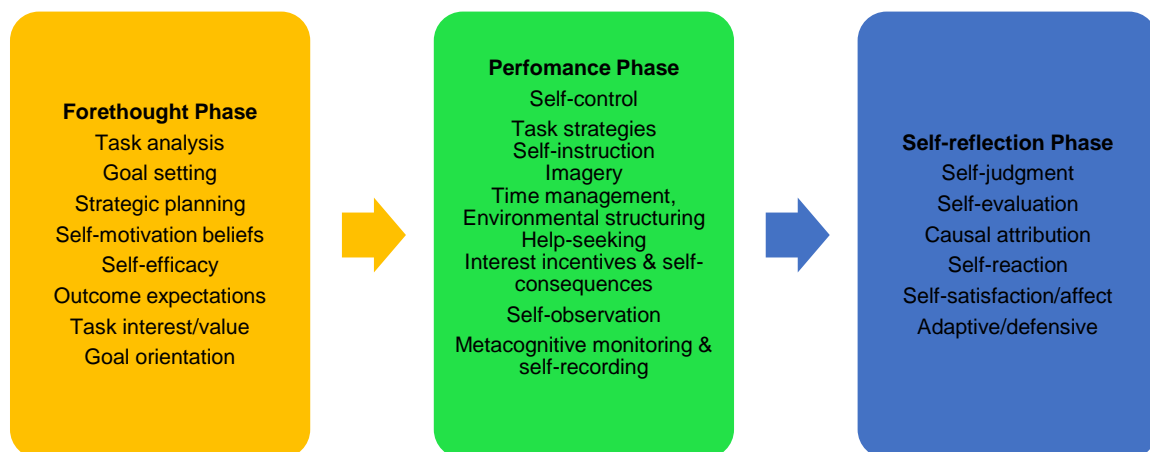 Forethought Phase
Task analysis
Goal setting
Strategic planning
Self-motivation beliefs
Self-efficacy
Outcome expectations
Task interest/value
Goal orientation
Perfomance Phase
Self-control
Task strategies
Self-instruction
Imagery
Time management,
Environmental structuring
Help-seeking
Interest incentives & self-
consequences
Self-observation
Metacognitive monitoring &
self-recording
Self-reflection Phase
Self-judgment
Self-evaluation
Causal attribution
Self-reaction
Self-satisfaction/affect
Adaptive/defensive